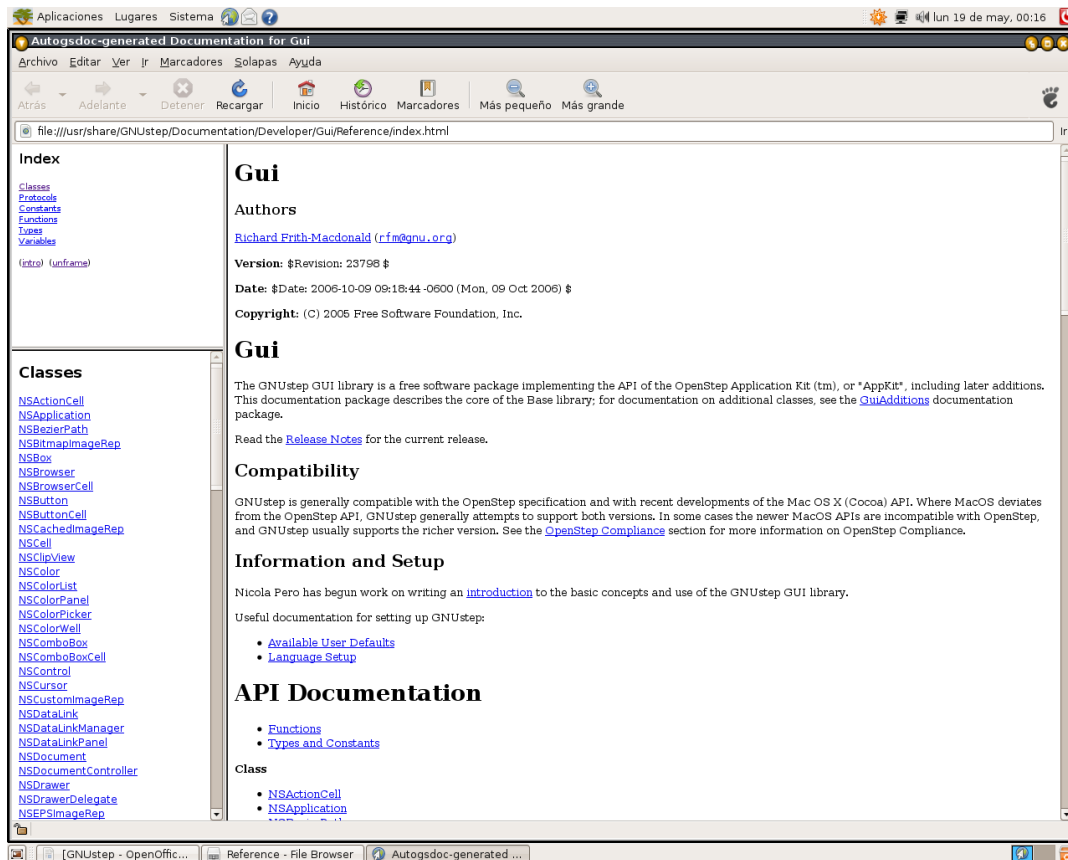 Aplicaciones Lugares Sistema
lun 19 de may, 00:16
Autogsdoc-generated Documentation for Gui
Archivo Editar Ver Ir Marcadores Solapas Ayuda
Atrás Adelante Detener Recargar Inicio Histórico Marcadores Más pequeño Más grande
file:///usr/share/GNUstep/Documentation/Developer/Gui/Reference/index.html
Ir
Index
Classes
Protocols
Constants
Functions
Types
Variables
(intro) (unframe)
Classes
NSActionCell
NSApplication
NSBezierPath
NSBitmapImageRep
NSBox
NSBrowser
NSBrowserCell
NSButton
NSButtonCell
NSCachedImageRep
NSCell
NSClipView
NSColor
NSColorList
NSColorPanel
NSColorPicker
NSColorWell
NSComboBox
NSComboBoxCell
NSControl
NSCursor
NSCustomImageRep
NSDataLink
NSDataLinkManager
NSDataLinkPanel
NSDocument
NSDocumentController
NSDrawer
NSDrawerDelegate
NSEPSImageRep
Gui
Authors
Richard Frith-Macdonald (rfm@gnu.org)
Version: $Revision: 23798 $
Date: $Date: 2006-10-09 09:18:44 -0600 (Mon, 09 Oct 2006) $
Copyright: (C) 2005 Free Software Foundation, Inc.
Gui
The GNUstep GUI library is a free software package implementing the API of the OpenStep Application Kit (tm), or "AppKit", including later additions.
This documentation package describes the core of the Base library; for documentation on additional classes, see the GuiAdditions documentation
package.
Read the Release Notes for the current release.
Compatibility
GNUstep is generally compatible with the OpenStep specification and with recent developments of the Mac OS X (Cocoa) API. Where MacOS deviates
from the OpenStep API, GNUstep generally attempts to support both versions. In some cases the newer MacOS APIs are incompatible with OpenStep,
and GNUstep usually supports the richer version. See the OpenStep Compliance section for more information on OpenStep Compliance.
Information and Setup
Nicola Pero has begun work on writing an introduction to the basic concepts and use of the GNUstep GUI library.
Useful documentation for setting up GNUstep:
• Available User Defaults
• Language Setup
API Documentation
• Functions
• Types and Constants
Class
• NSActionCell
• NSApplication
[GNUstep - OpenOffic... Reference - File Browser Autogsdoc-generated ...